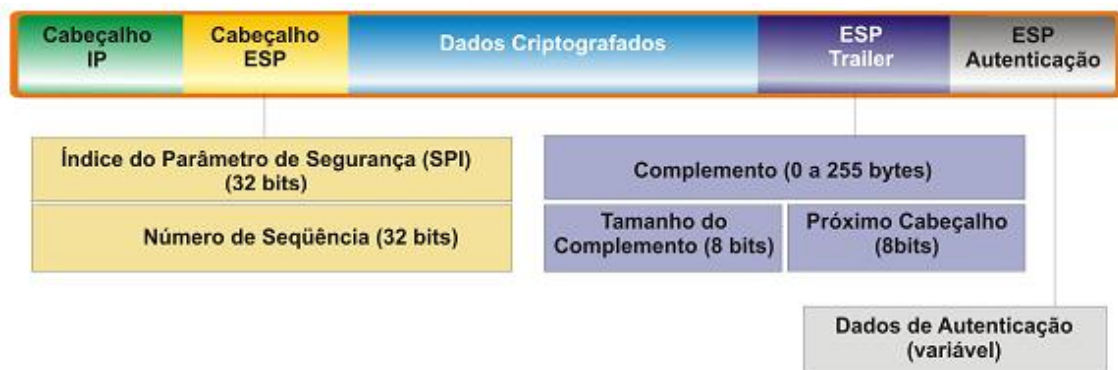 Cabeçalho
IP
Cabeçalho
ESP
Dados Criptografados
ESP
Trailer
ESP
Autenticação
Índice do Parâmetro de Segurança (SPI)
(32 bits)
Número de Seqüência (32 bits)
Complemento (0 a 255 bytes)
Tamanho do
Complemento (8 bits)
Próximo Cabeçalho
(8bits)
Dados de Autenticação
(variável)